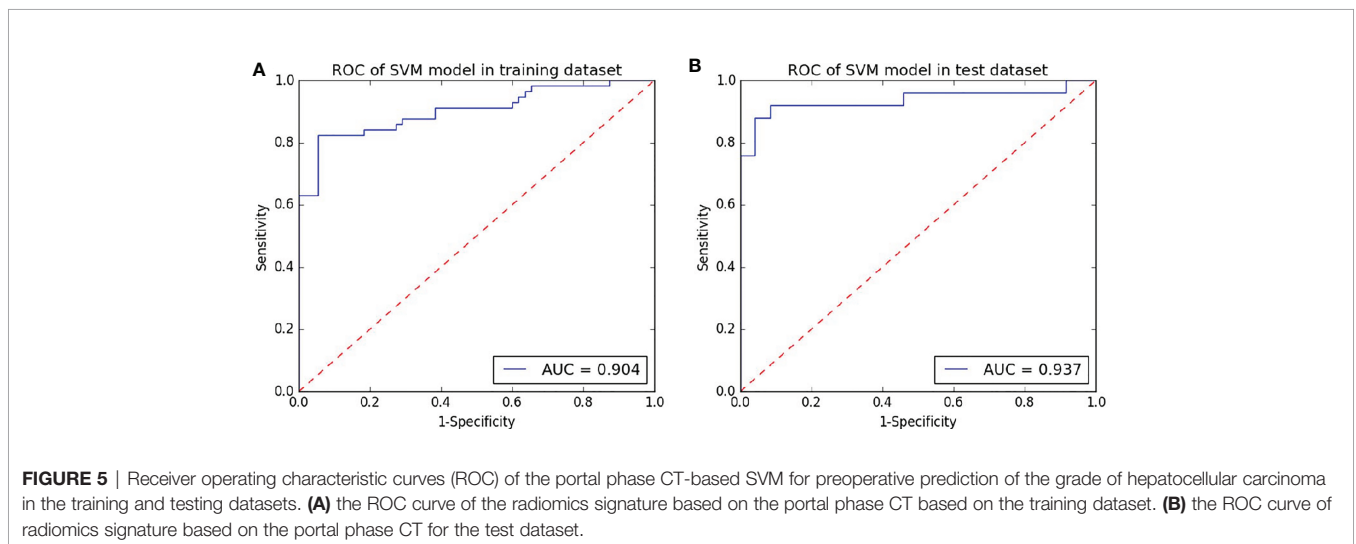 A
ROC of SVM model in training dataset
1.0
0.8
0.6
0.4
0.2
0.0
Sensitivity
AUC = 0.904
0.0 0.2 0.4 0.6 0.8 1.0
1-Specificity
B
ROC of SVM model in test dataset
1.0
0.8
0.6
0.4
0.2
0.0
Sensitivity
AUC = 0.937
0.0 0.2 0.4 0.6 0.8 1.0
1-Specificity
FIGURE 5 | Receiver operating characteristic curves (ROC) of the portal phase CT-based SVM for preoperative prediction of the grade of hepatocellular carcinoma
in the training and testing datasets. (A) the ROC curve of the radiomics signature based on the portal phase CT based on the training dataset. (B) the ROC curve of
radiomics signature based on the portal phase CT for the test dataset.